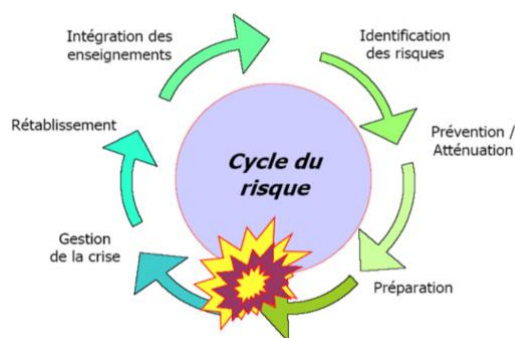 Intégration des
enseignements
Identification
des risques
Rétablissement
Prévention /
Atténuation
Cycle du
risque
Gestion
de la crise
Préparation